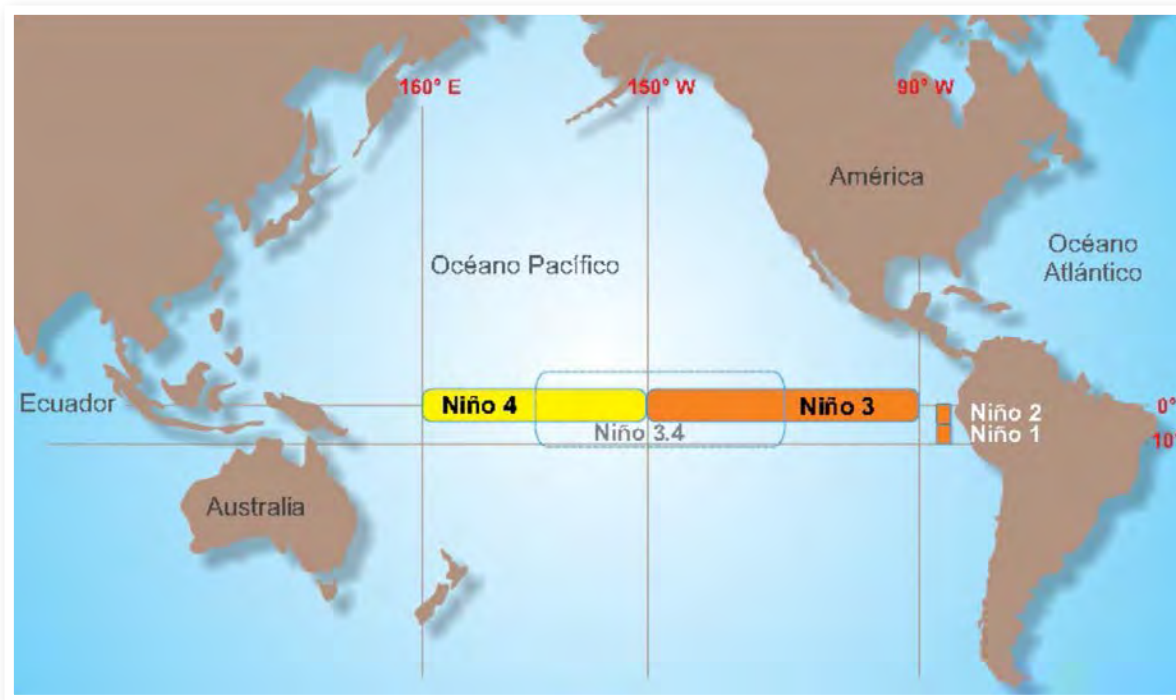 160° E
150° W
90° W
América
Océano Pacífico
Océano
Atlántico
Ecuador
Niño 4
Niño 3
Niño 3.4
Niño 2
Niño 1
0°
10°
Australia